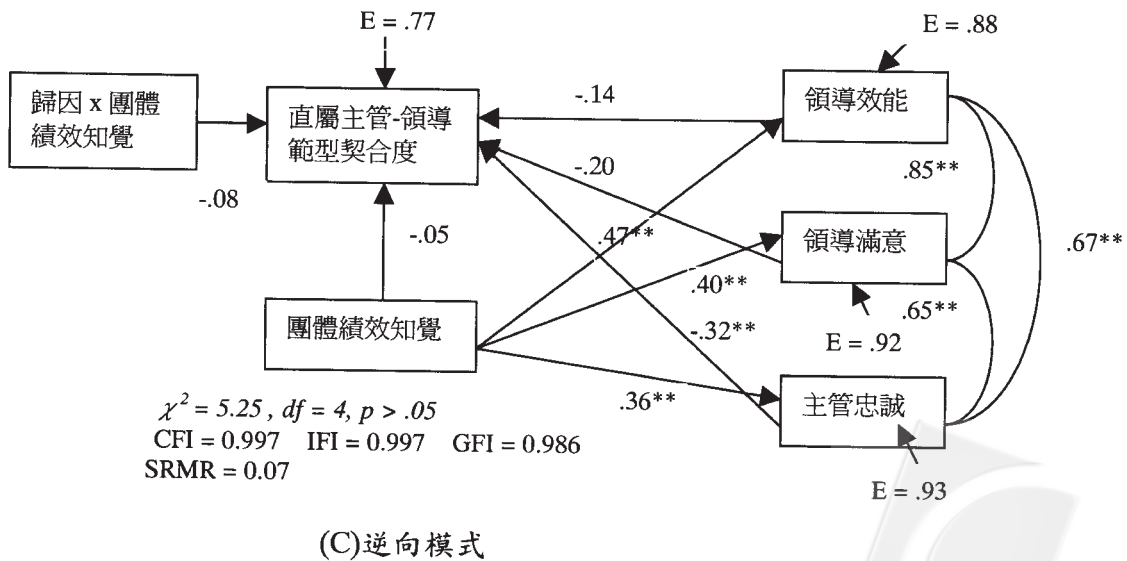 E = .77
E = .88
歸因 x 團體
績效知覺
直屬主管-領導
範型契合度
領導效能
-.14
-.08
-.20
.85**
-.05
.47**
領導滿意
.67**
.40**
.65**
團體績效知覺
-.32**
E = .92
.36**
主管忠誠
χ² = 5.25 , df = 4, p > .05
CFI = 0.997 IFI = 0.997 GFI = 0.986
SRMR = 0.07
E = .93
(C)逆向模式